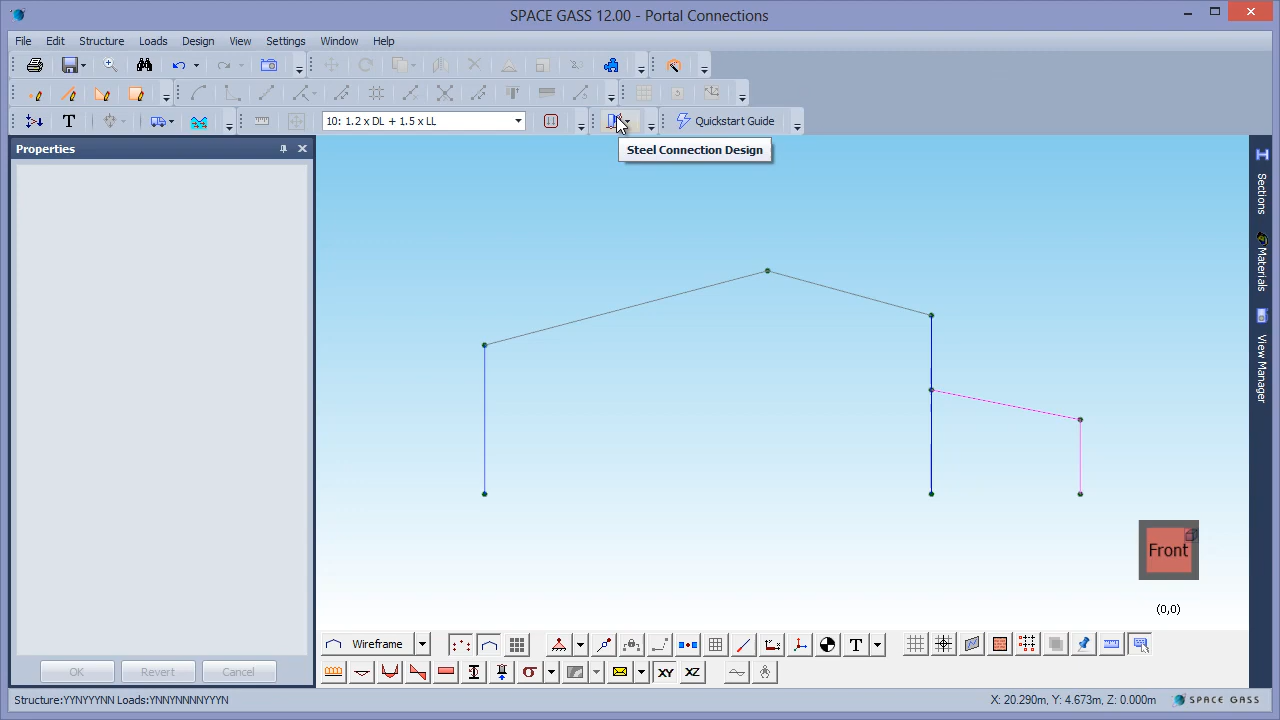 SPACE GASS 12.00 - Portal Connections
File Edit Structure Loads Design View Settings Window Help
10: 1.2 x DL + 1.5 x LL
Quickstart Guide
Steel Connection Design
Properties
Sections
Materials
View Manager
Front
(0,0)
Wireframe
T
XY XZ
OK Revert Cancel
Structure:YYNYYYNN Loads:YNNYNNNNYYYN
X: 20.290m, Y: 4.673m, Z: 0.000m
SPACE GASS